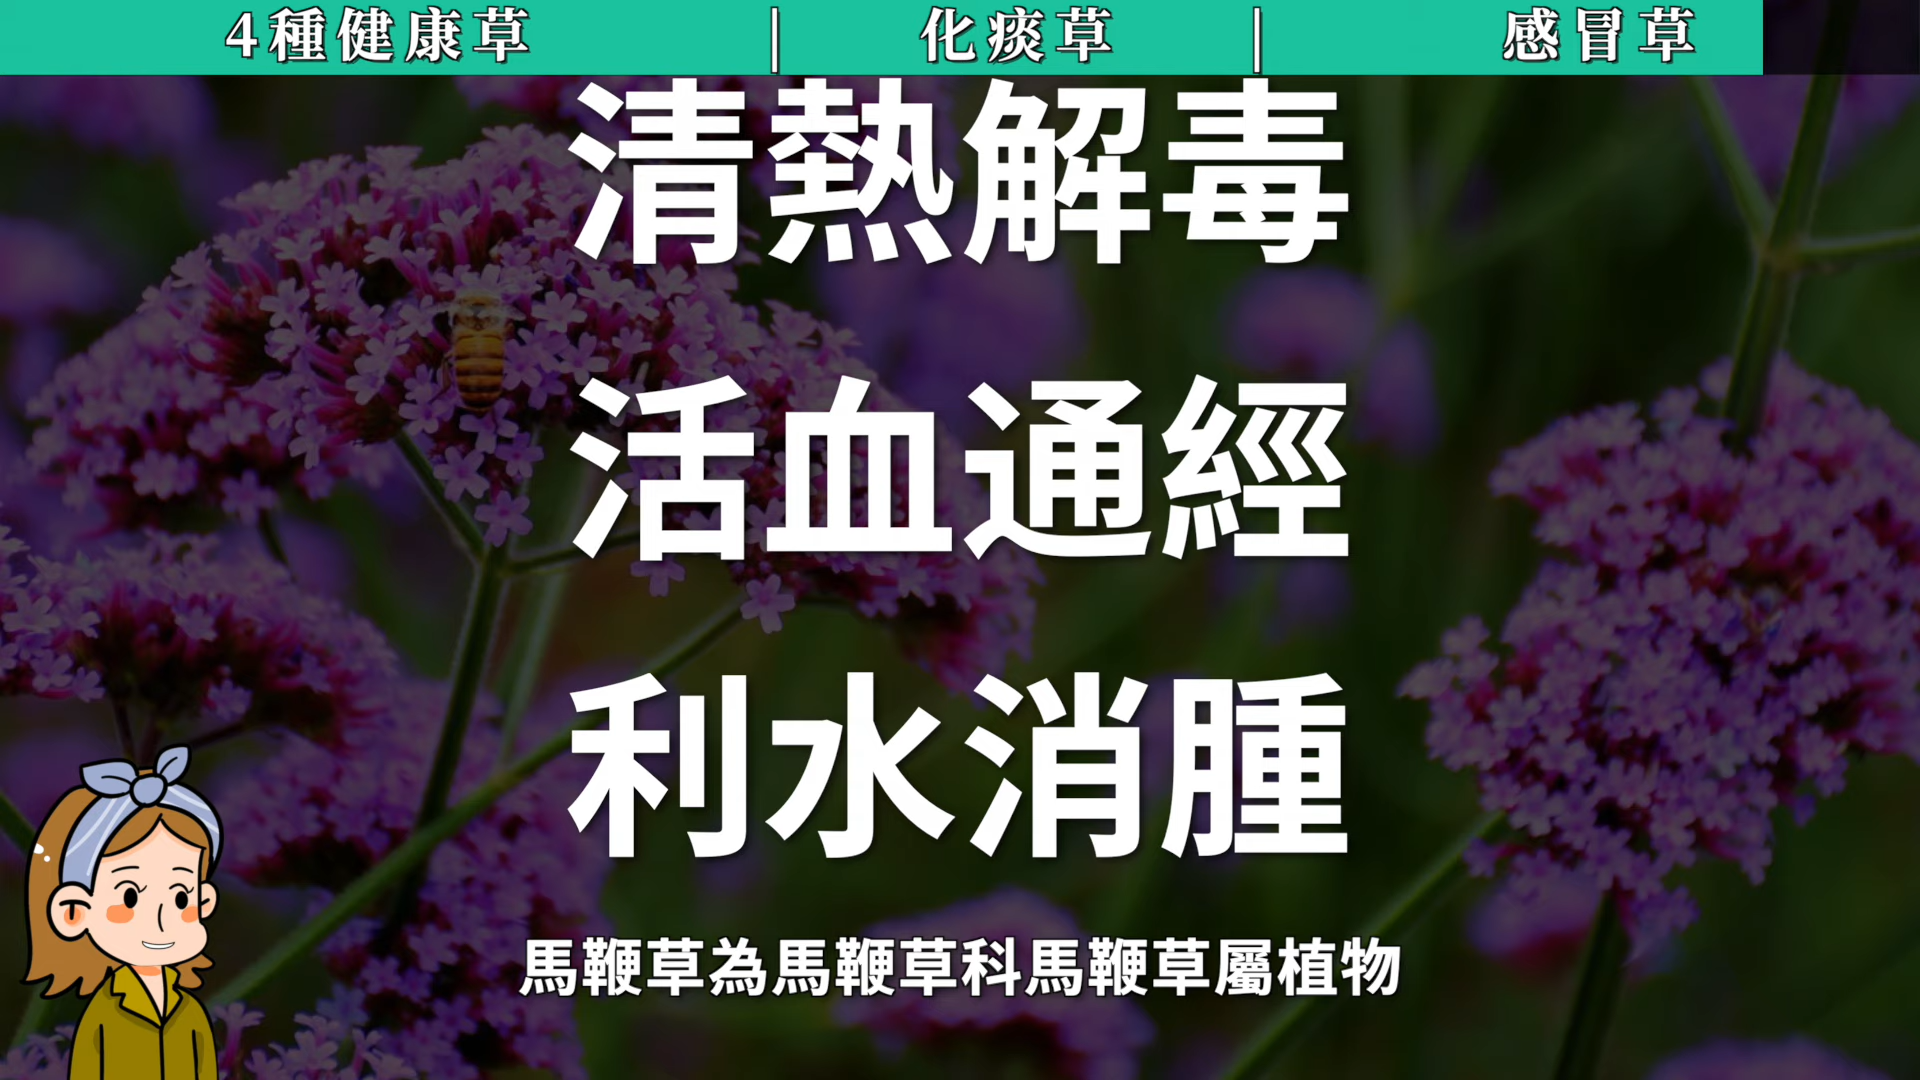 4種健康草 | 化痰草 | 感冒草
清熱解毒
活血通經
利水消腫
馬鞭草為馬鞭草科馬鞭草屬植物